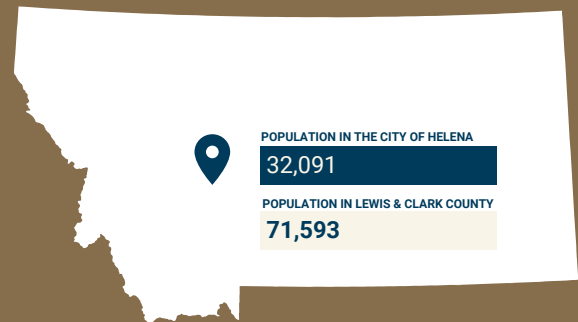 POPULATION IN THE CITY OF HELENA
32,091
POPULATION IN LEWIS & CLARK COUNTY
71,593